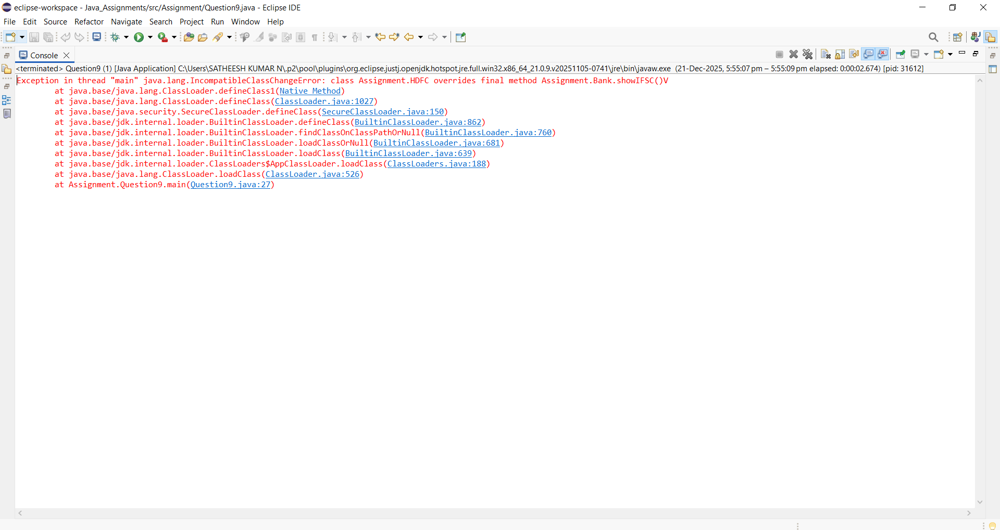 eclipse-workspace - Java_Assignments/src/Assignment/Question9.java - Eclipse IDE
File Edit Source Refactor Navigate Search Project Run Window Help
Console
<terminated> Question9 (1) [Java Application] C:\Users\SATHEESH KUMAR N\.p2\pool\plugins\org.eclipse.justj.openjdk.hotspot.jre.full.win32.x86_64_21.0.9.v20251105-0741\jre\bin\javaw.exe (21-Dec-2025, 5:55:07 pm – 5:55:09 pm elapsed: 0:00:02.674) [pid: 31612]
Exception in thread "main" java.lang.IncompatibleClassChangeError: class Assignment.HDFC overrides final method Assignment.Bank.showIFSC()V
at java.base/java.lang.ClassLoader.defineClass1(Native Method)
at java.base/java.lang.ClassLoader.defineClass(ClassLoader.java:1027)
at java.base/java.security.SecureClassLoader.defineClass(SecureClassLoader.java:150)
at java.base/jdk.internal.loader.BuiltinClassLoader.defineClass(BuiltinClassLoader.java:862)
at java.base/jdk.internal.loader.BuiltinClassLoader.findClassOnClassPathOrNull(BuiltinClassLoader.java:760)
at java.base/jdk.internal.loader.BuiltinClassLoader.loadClassOrNull(BuiltinClassLoader.java:681)
at java.base/jdk.internal.loader.BuiltinClassLoader.loadClass(BuiltinClassLoader.java:639)
at java.base/jdk.internal.loader.ClassLoaders$AppClassLoader.loadClass(ClassLoaders.java:188)
at java.base/java.lang.ClassLoader.loadClass(ClassLoader.java:526)
at Assignment.Question9.main(Question9.java:27)